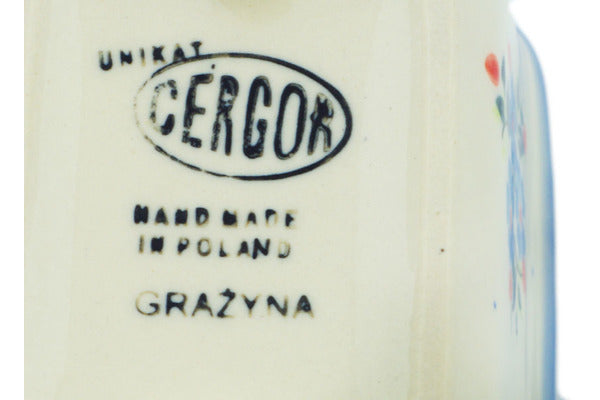 UNIKAT
CERGOR
HAND MADE
IN POLAND
GRAŻYNA